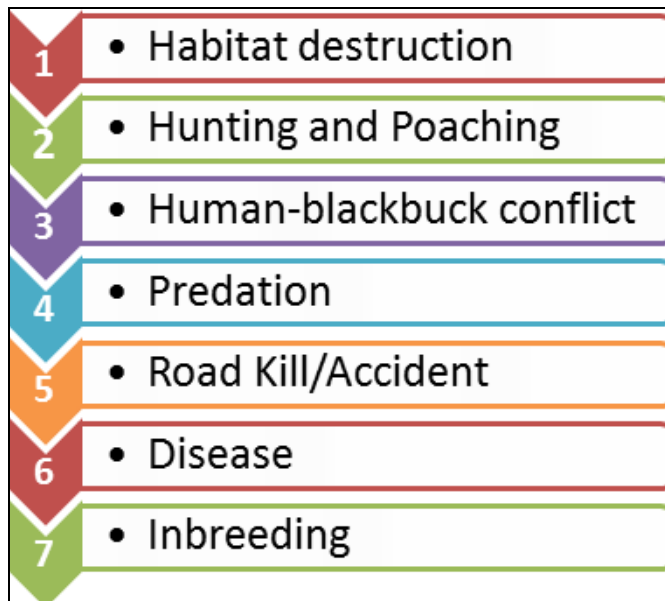 1 • Habitat destruction
2 • Hunting and Poaching
3 • Human-blackbuck conflict
4 • Predation
5 • Road Kill/Accident
6 • Disease
7 • Inbreeding